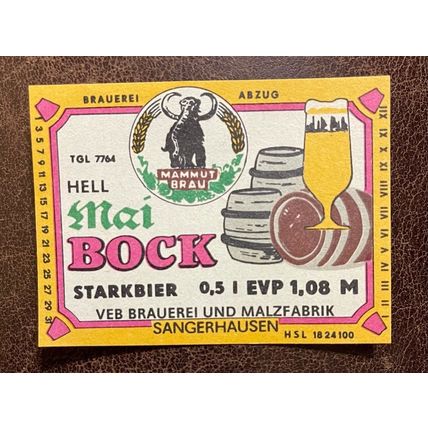 BRAUEREI ABZUG
TGL 7764
MAMMUT
BRÄU
HELL
Mai
BOCK
STARKBIER 0,5 l EVP 1,08 M
VEB BRAUEREI UND MALZFABRIK
SANGERHAUSEN
HSL 1824100
1 3 5 7 9 11 13 15 17 19 21 23 25 27 29 31
I II III IV V VI VII VIII IX X XI XII